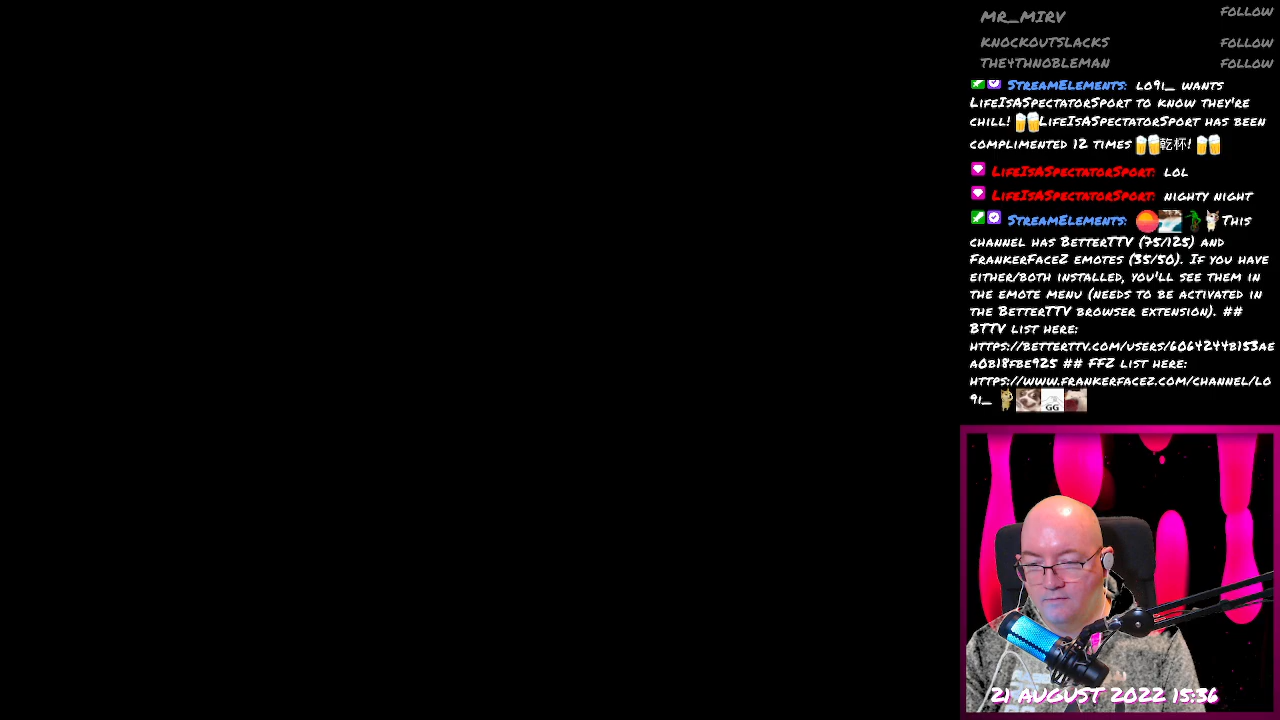 MR_MIRV FOLLOW
KNOCKOUTSLACKS FOLLOW
THE4THNOBLEMAN FOLLOW
StreamElements: lo9i_ wants
LifeIsASpectatorSport to know they're
chill! LifeIsASpectatorSport has been
complimented 12 times 乾杯!
LifeIsASpectatorSport: lol
LifeIsASpectatorSport: nighty night
StreamElements: This
channel has BetterTTV (75/125) and
FrankerFaceZ emotes (35/50). If you have
either/both installed, you'll see them in
the emote menu (needs to be activated in
the BetterTTV browser extension). ##
BTTV list here:
https://betterttv.com/users/6064244b153ae
a0b18fbe925 ## FFZ list here:
https://www.frankerfacez.com/channel/lo
9i_ GG
21 AUGUST 2022 15:36